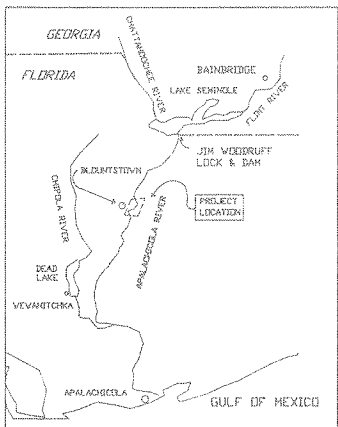 GEORGIA
FLORIDA
CHATTAHOOCHEE RIVER
BAINBRIDGE
LAKE SEMINOLE
FLINT RIVER
JIM WOODRUFF
LOCK & DAM
BLOUNTSTOWN
CHIPOLA RIVER
APALACHICOLA RIVER
PROJECT
LOCATION
DEAD
LAKE
WEWAHITCHKA
APALACHICOLA
GULF OF MEXICO